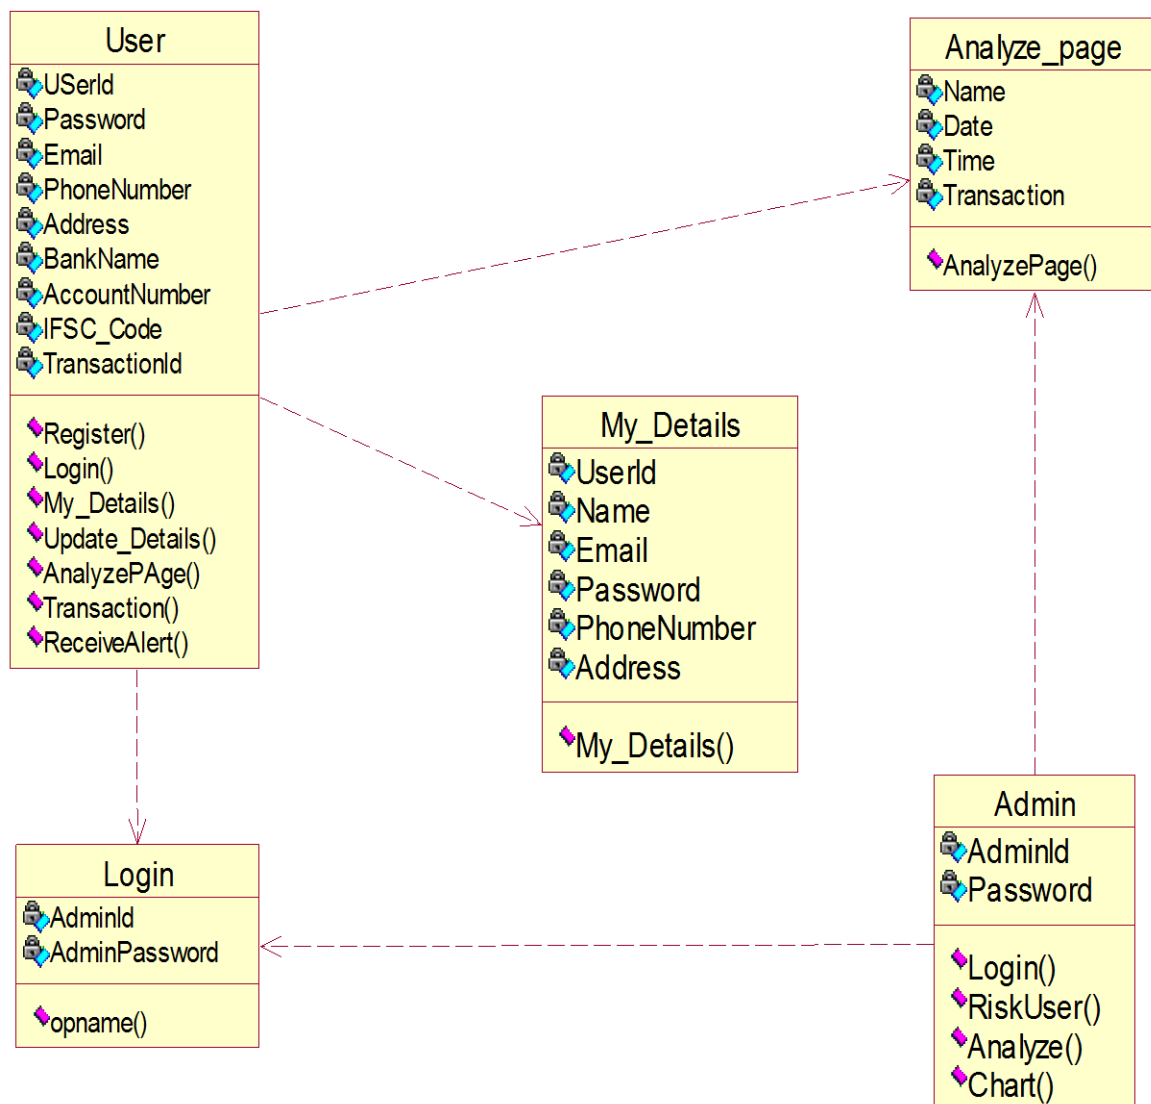 User
USerId
Password
Email
PhoneNumber
Address
BankName
AccountNumber
IFSC_Code
TransactionId
Register()
Login()
My_Details()
Update_Details()
AnalyzePAge()
Transaction()
ReceiveAlert()
Analyze_page
Name
Date
Time
Transaction
AnalyzePage()
My_Details
UserId
Name
Email
Password
PhoneNumber
Address
My_Details()
Login
AdminId
AdminPassword
opname()
Admin
AdminId
Password
Login()
RiskUser()
Analyze()
Chart()